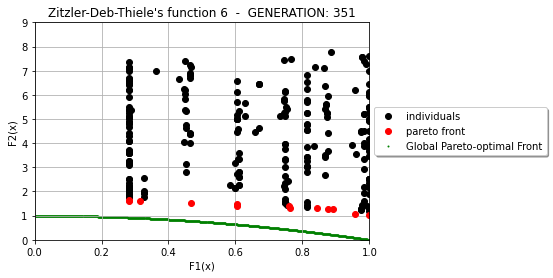 Zitzler-Deb-Thiele's function 6  -  GENERATION: 351
9
8
7
6
5
4
3
2
1
0
F2(x)
0.0 0.2 0.4 0.6 0.8 1.0
F1(x)
individuals
pareto front
Global Pareto-optimal Front